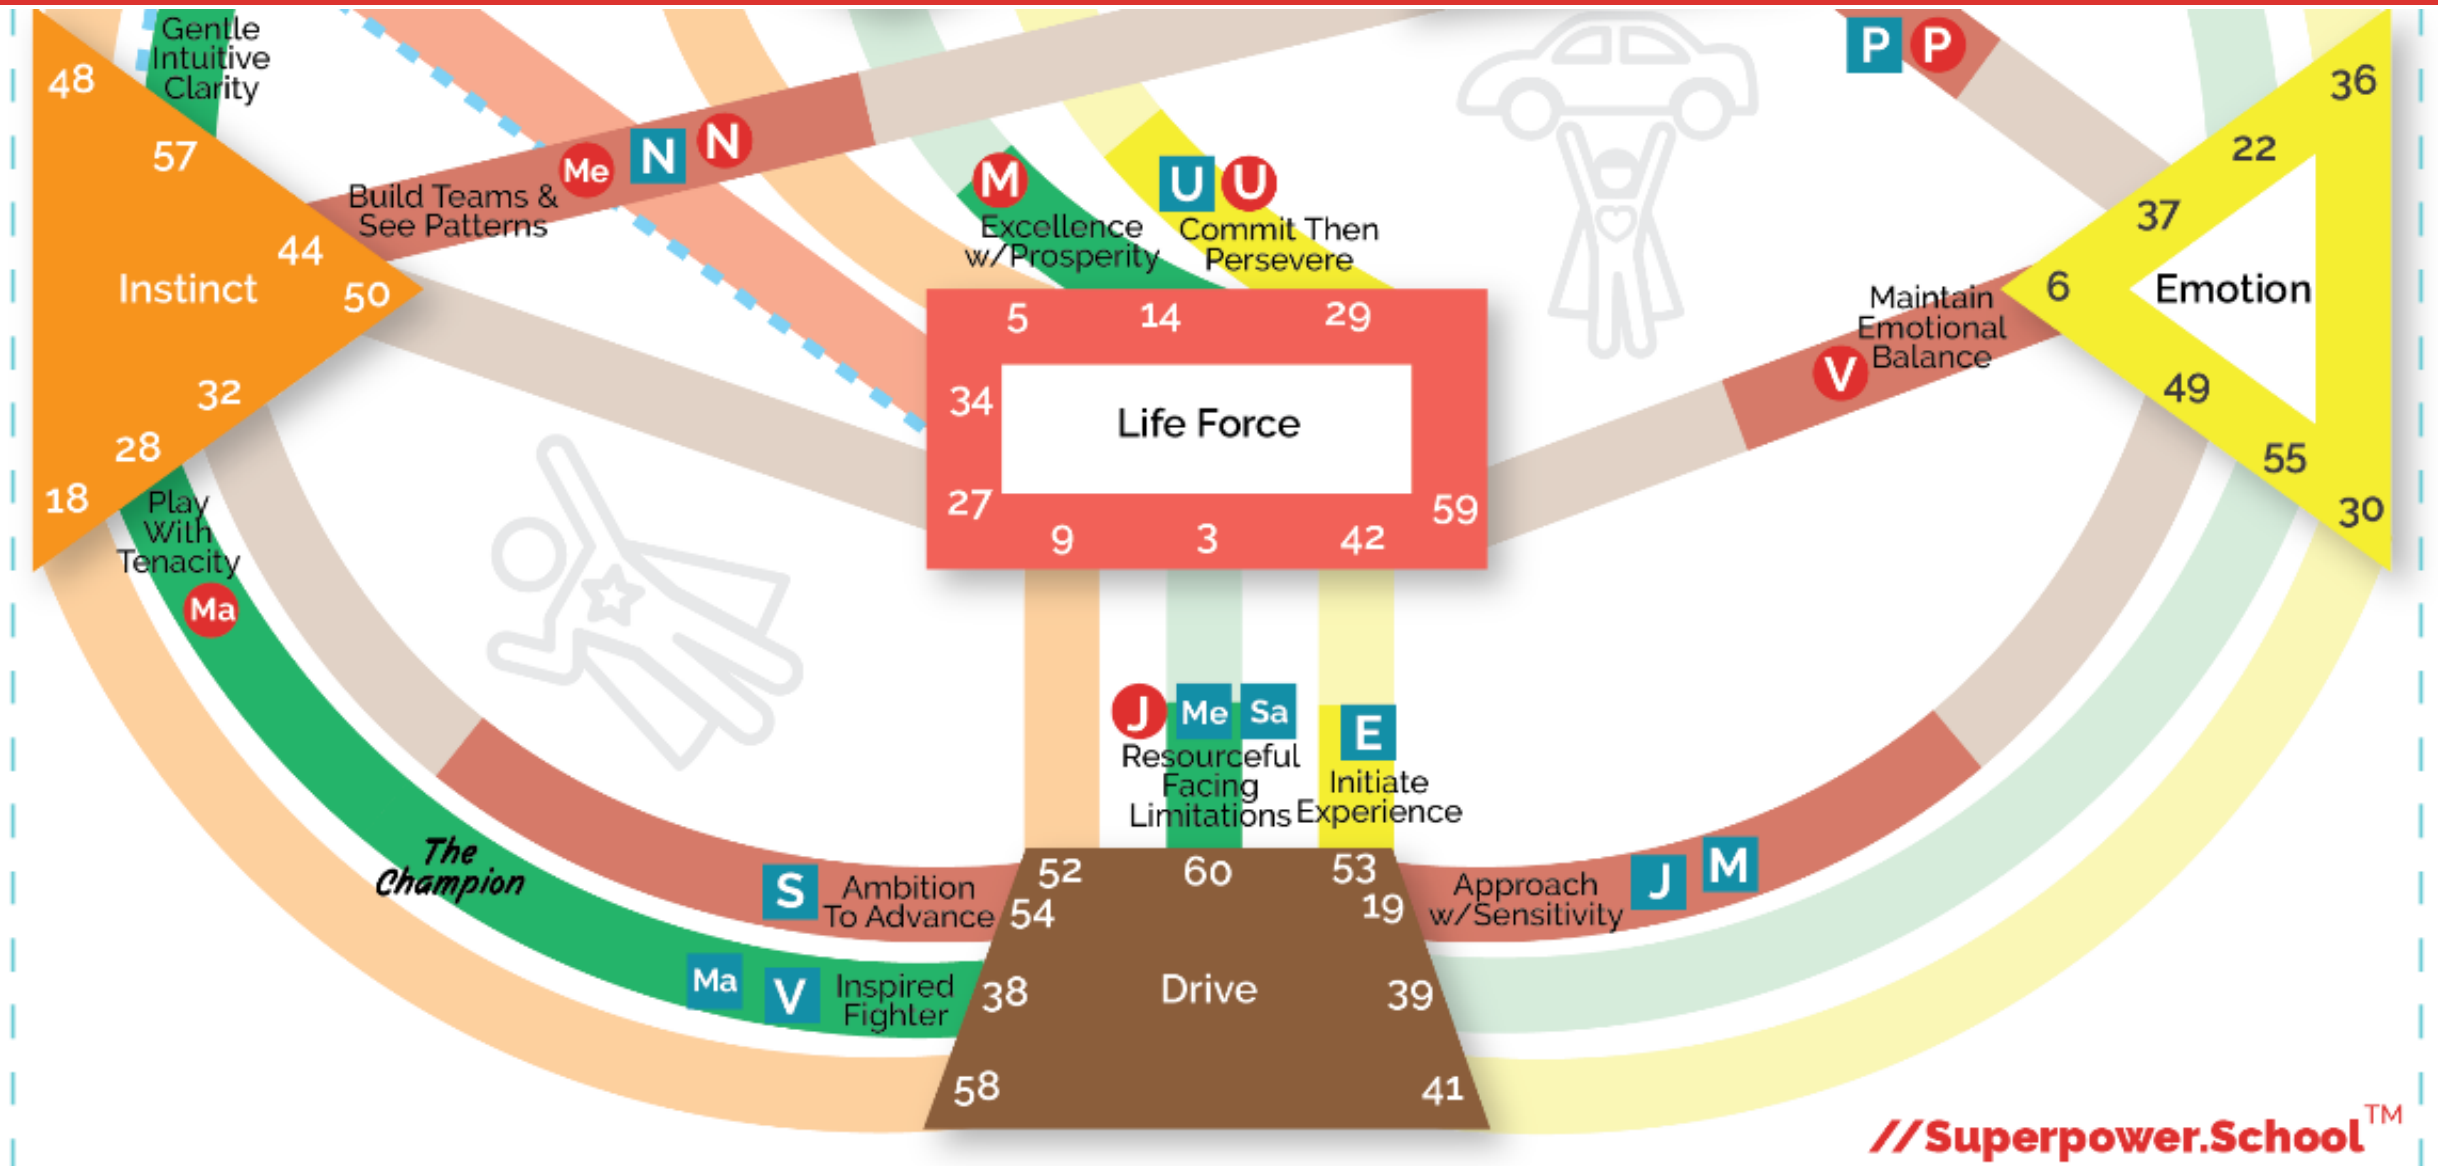 Gentle
Intuitive
Clarity
P P
48
36
57
22
Me N N
M
U U
Build Teams &
See Patterns
Excellence
w/Prosperity
Commit Then
Persevere
37
44
Instinct
50
5 14 29
Maintain
Emotional
Balance
V
6
Emotion
34
Life Force
32
49
28
55
18
27
59
30
9 3 42
Play
With
Tenacity
Ma
J Me Sa
E
Resourceful
Facing
Limitations
Initiate
Experience
The
Champion
S
Ambition
To Advance
52 60 53
54
19
Approach
w/Sensitivity
J M
Ma V
Inspired
Fighter
38
Drive
39
58
41
//Superpower.School™